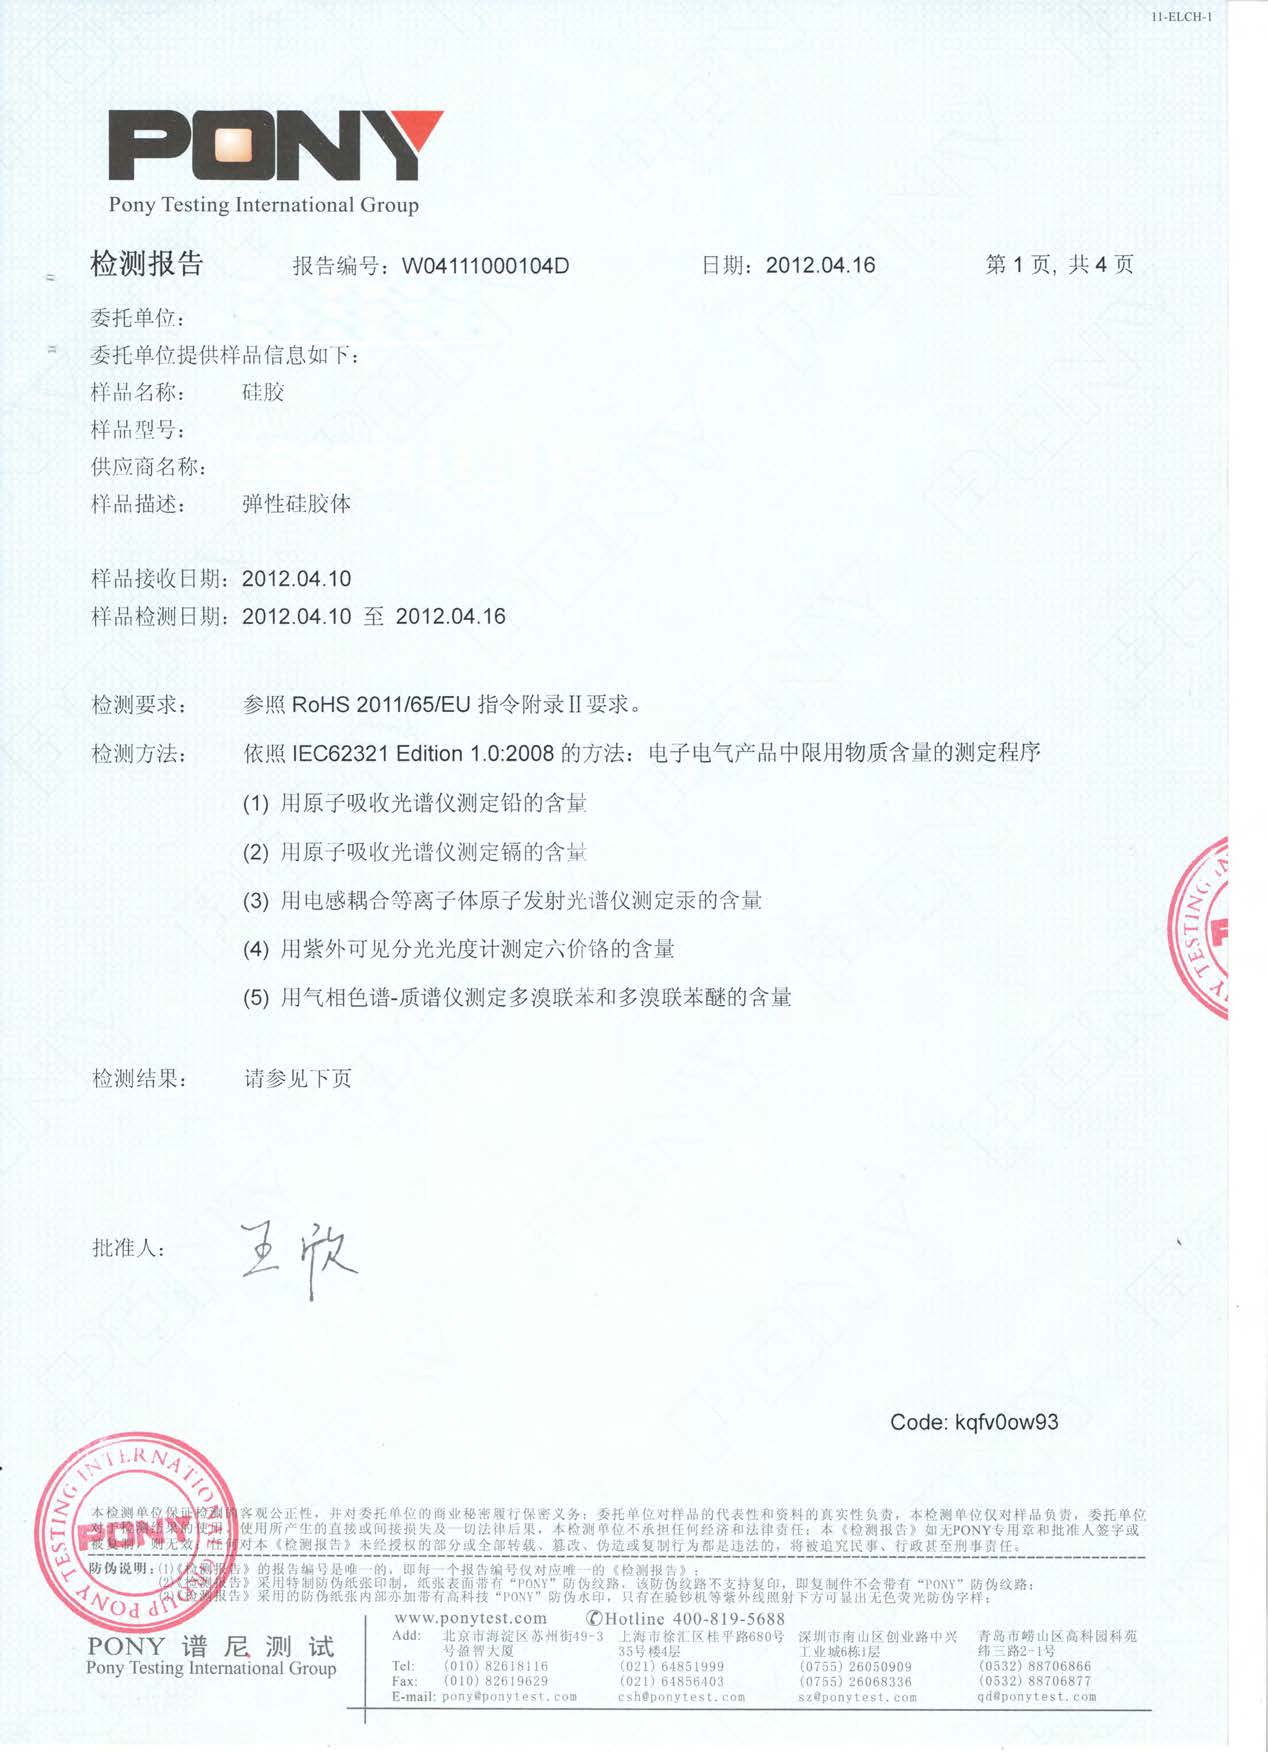 11-ELCH-1
PONY
Pony Testing International Group
检测报告 报告编号: W04111000104D 日期: 2012.04.16 第 1 页, 共 4 页
委托单位:
委托单位提供样品信息如下:
样品名称: 硅胶
样品型号:
供应商名称:
样品描述: 弹性硅胶体
样品接收日期: 2012.04.10
样品检测日期: 2012.04.10 至 2012.04.16
检测要求: 参照 RoHS 2011/65/EU 指令附录Ⅱ要求。
检测方法: 依照 IEC62321 Edition 1.0:2008 的方法: 电子电气产品中限用物质含量的测定程序
(1) 用原子吸收光谱仪测定铅的含量
(2) 用原子吸收光谱仪测定镉的含量
(3) 用电感耦合等离子体原子发射光谱仪测定汞的含量
(4) 用紫外可见分光光度计测定六价铬的含量
(5) 用气相色谱-质谱仪测定多溴联苯和多溴联苯醚的含量
检测结果: 请参见下页
批准人: 王欣
Code: kqfv0ow93
本检测单位保证检测的客观公正性，并对委托单位的商业秘密履行保密义务；委托单位对样品的代表性和资料的真实性负责，本检测单位仅对样品负责，委托单位
对于检测结果的使用、使用所产生的直接或间接损失及一切法律后果，本检测单位不承担任何经济和法律责任；本《检测报告》如无PONY专用章和批准人签字或
被复制，则无效；任何对本《检测报告》未经授权的部分或全部转载、篡改、伪造或复制行为都是违法的，将被追究民事、行政甚至刑事责任。
防伪说明：(1)《检测报告》的报告编号是唯一的，即每一个报告编号仅对应唯一的《检测报告》；
(2)《检测报告》采用特制防伪纸张印制，纸张表面带有“PONY”防伪纹路，该防伪纹路不支持复印，即复制件不会带有“PONY”防伪纹路；
(3)《检测报告》采用的防伪纸张内部亦加带有高科技“PONY”防伪水印，只有在验钞机等紫外线照射下方可显出无色荧光防伪字样；
PONY TESTING INTERNATIONAL GROUP
PONY
PONY 谱尼测试
Pony Testing International Group
www.ponytest.com ✆Hotline 400-819-5688
Add: 北京市海淀区苏州街49-3 上海市徐汇区桂平路680号 深圳市南山区创业路中兴 青岛市崂山区高科园科苑
号盈智大厦 35号楼4层 工业城6栋1层 纬三路2-1号
Tel: (010) 82618116 (021) 64851999 (0755) 26050909 (0532) 88706866
Fax: (010) 82619629 (021) 64856403 (0755) 26068336 (0532) 88706877
E-mail: pony@ponytest.com csh@ponytest.com sz@ponytest.com qd@ponytest.com